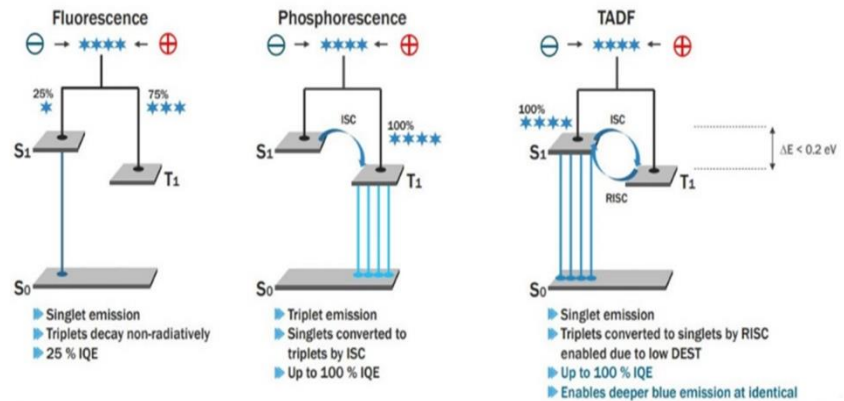 Fluorescence
25%
75%
S1
T1
S0
Singlet emission
Triplets decay non-radiatively
25 % IQE
Phosphorescence
ISC
100%
S1
T1
S0
Triplet emission
Singlets converted to
triplets by ISC
Up to 100 % IQE
TADF
100%
ISC
S1
T1
RISC
ΔE < 0.2 eV
S0
Singlet emission
Triplets converted to singlets by RISC
enabled due to low DEST
Up to 100 % IQE
Enables deeper blue emission at identical